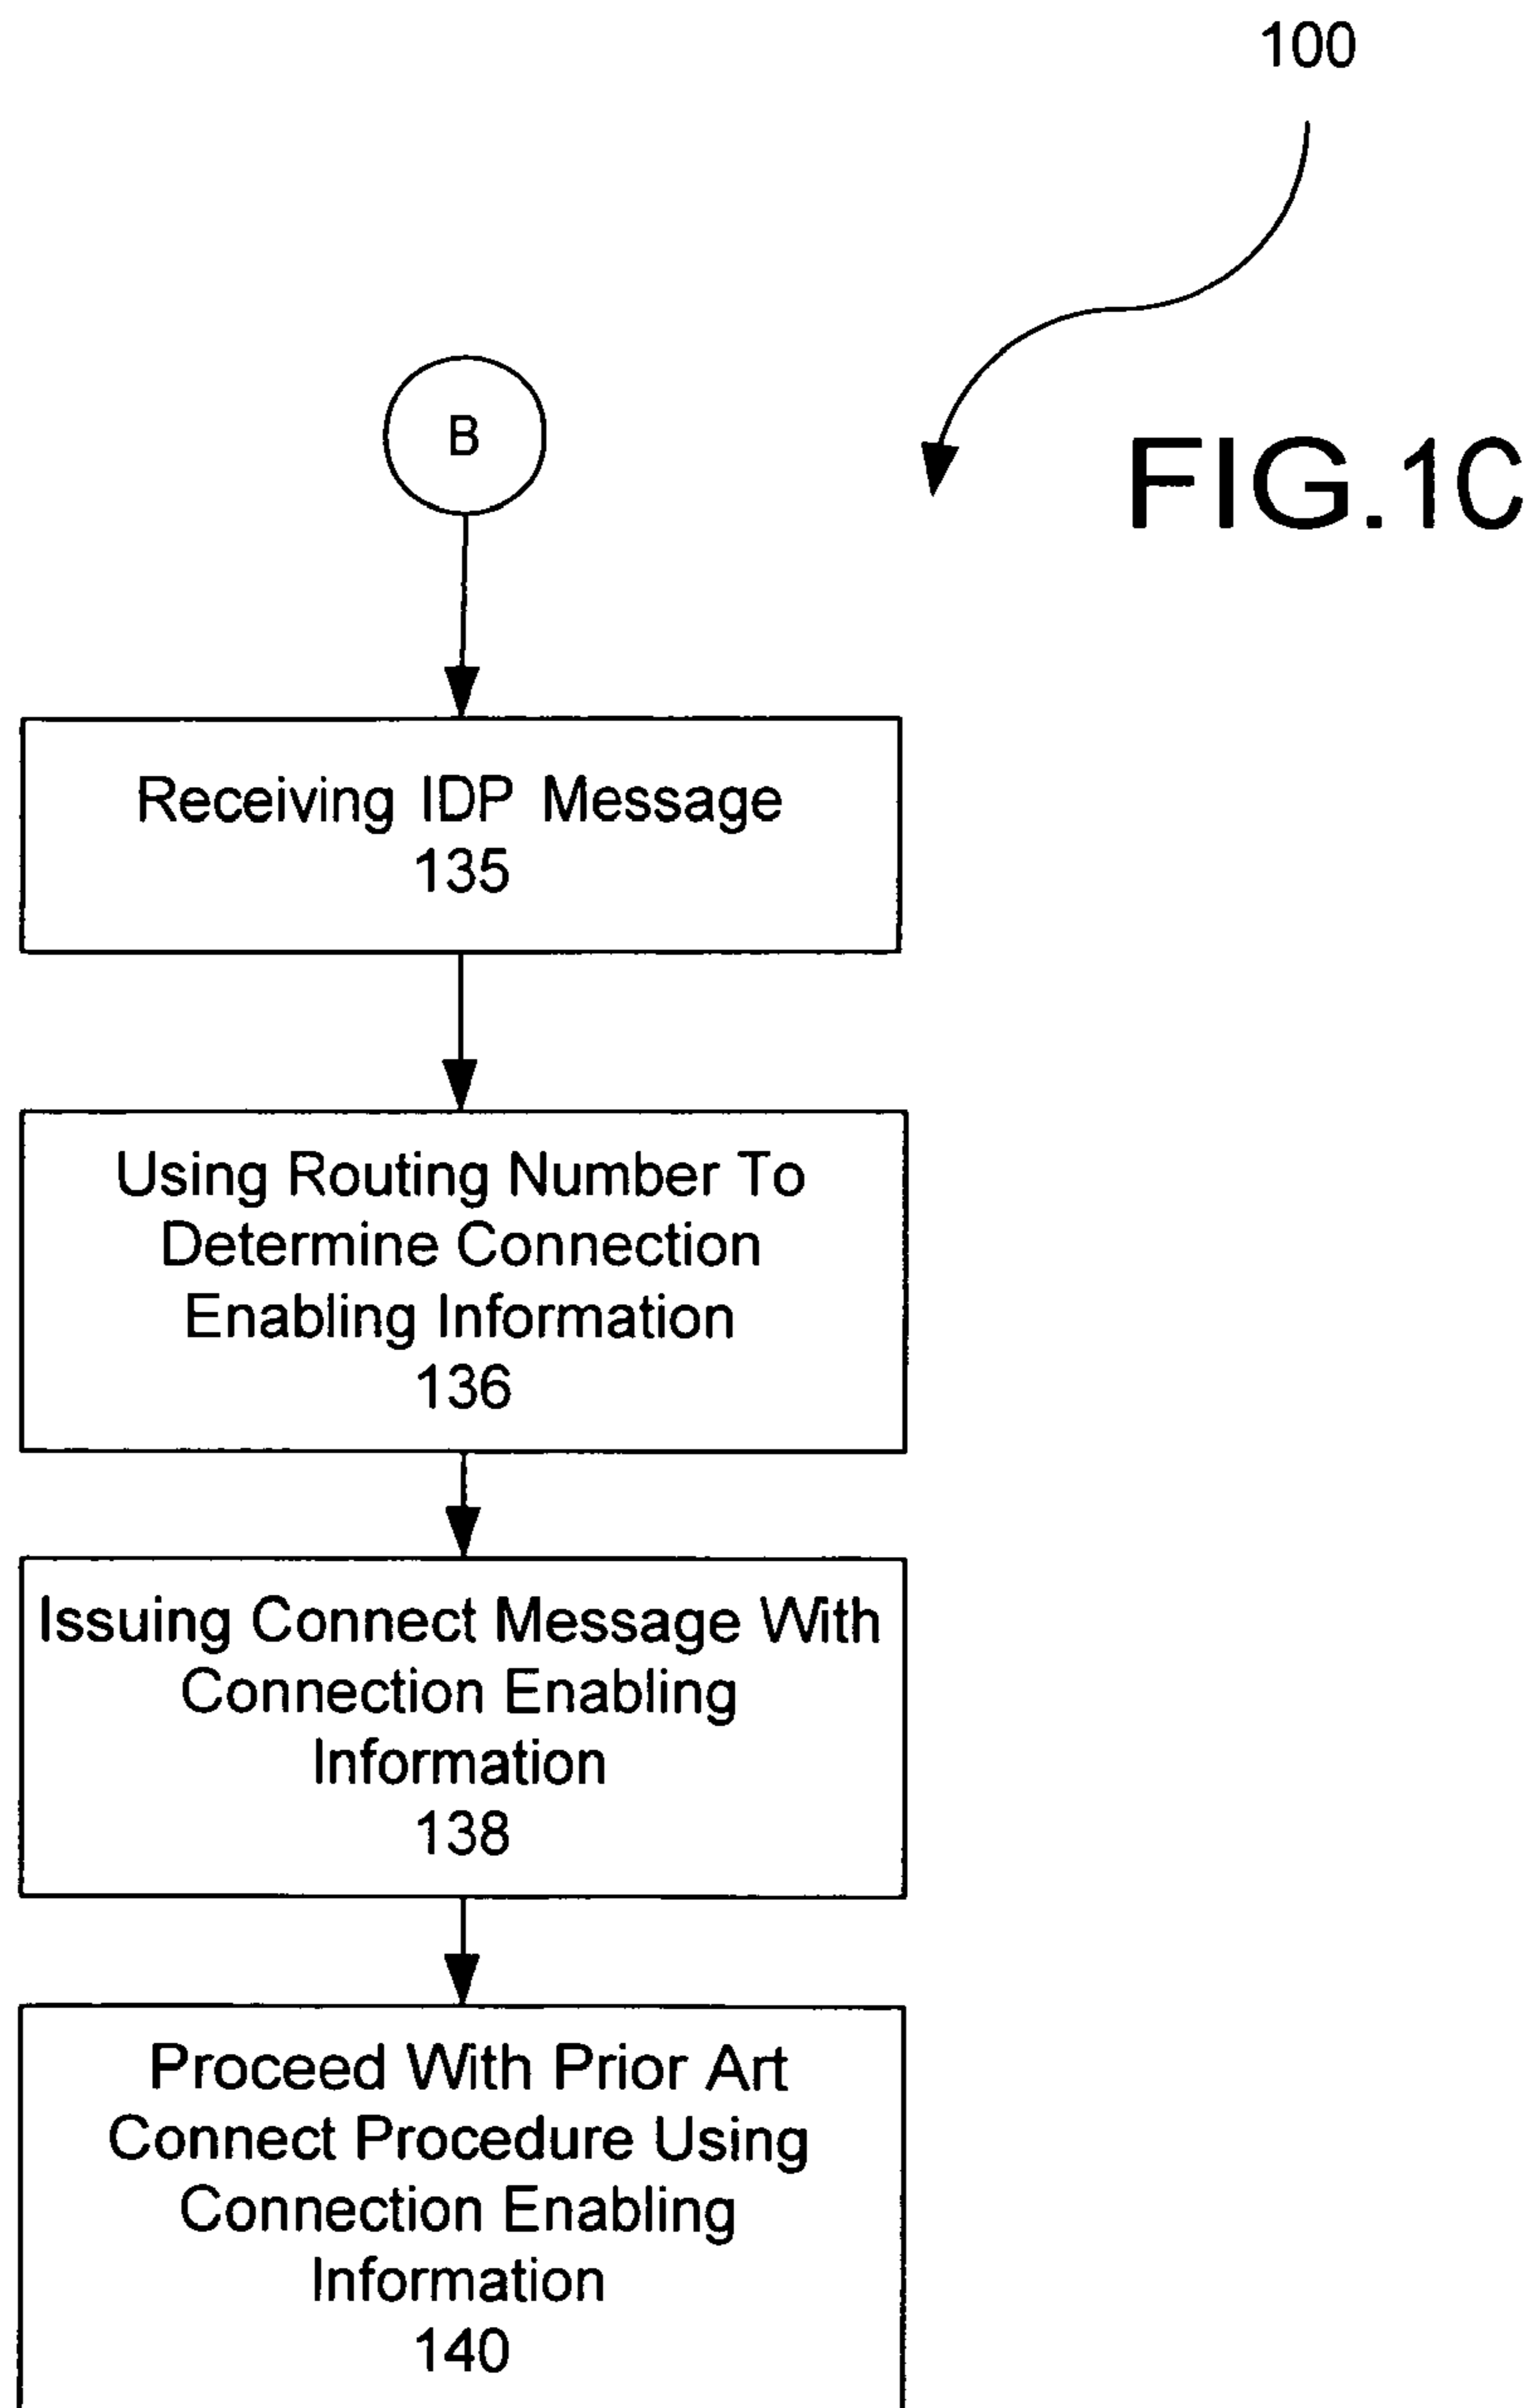 100
B
FIG.1C
Receiving IDP Message
135
Using Routing Number To
Determine Connection
Enabling Information
136
Issuing Connect Message With
Connection Enabling
Information
138
Proceed With Prior Art
Connect Procedure Using
Connection Enabling
Information
140